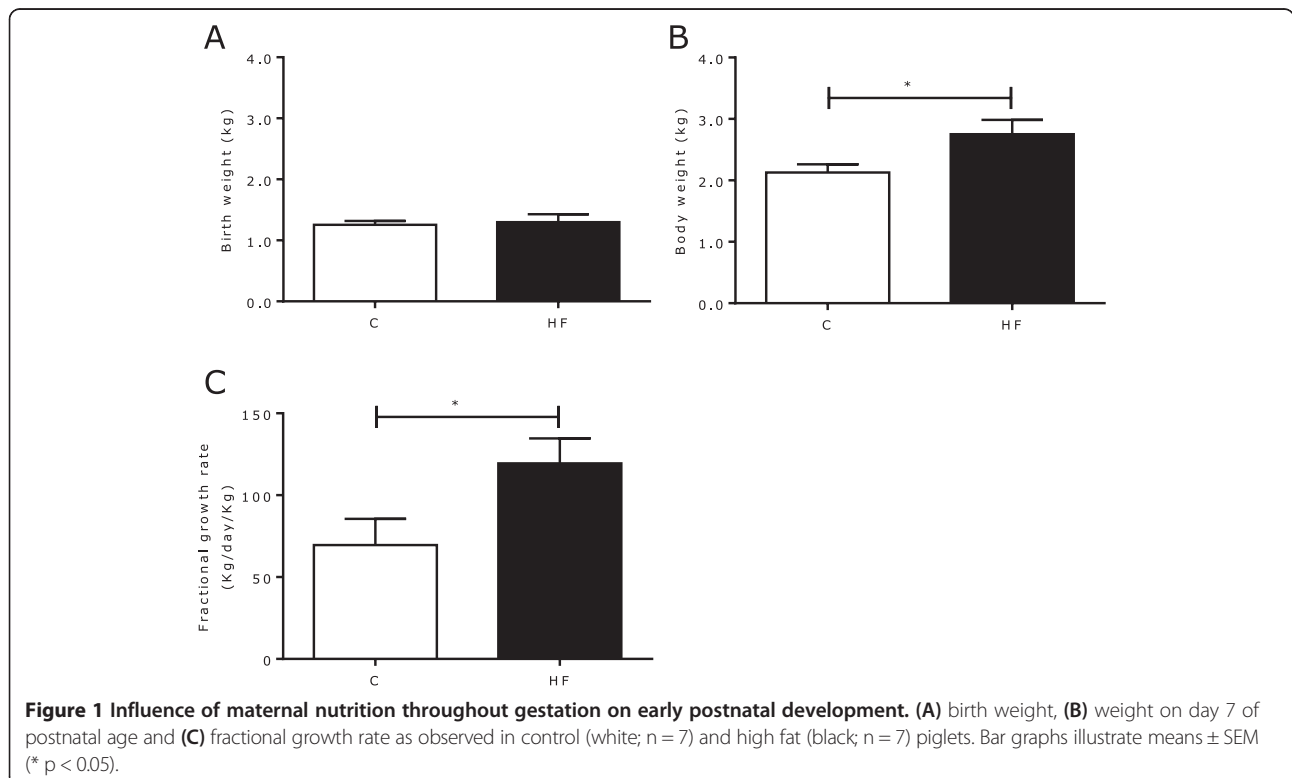 A
4.0
3.0
2.0
1.0
0.0
Birth weight (kg)
C
HF
B
4.0
3.0
2.0
1.0
0.0
Body weight (kg)
*
C
HF
C
150
100
50
0
Fractional growth rate
(Kg/day/Kg)
*
C
HF
Figure 1 Influence of maternal nutrition throughout gestation on early postnatal development. (A) birth weight, (B) weight on day 7 of
postnatal age and (C) fractional growth rate as observed in control (white; n = 7) and high fat (black; n = 7) piglets. Bar graphs illustrate means ± SEM
(* p < 0.05).